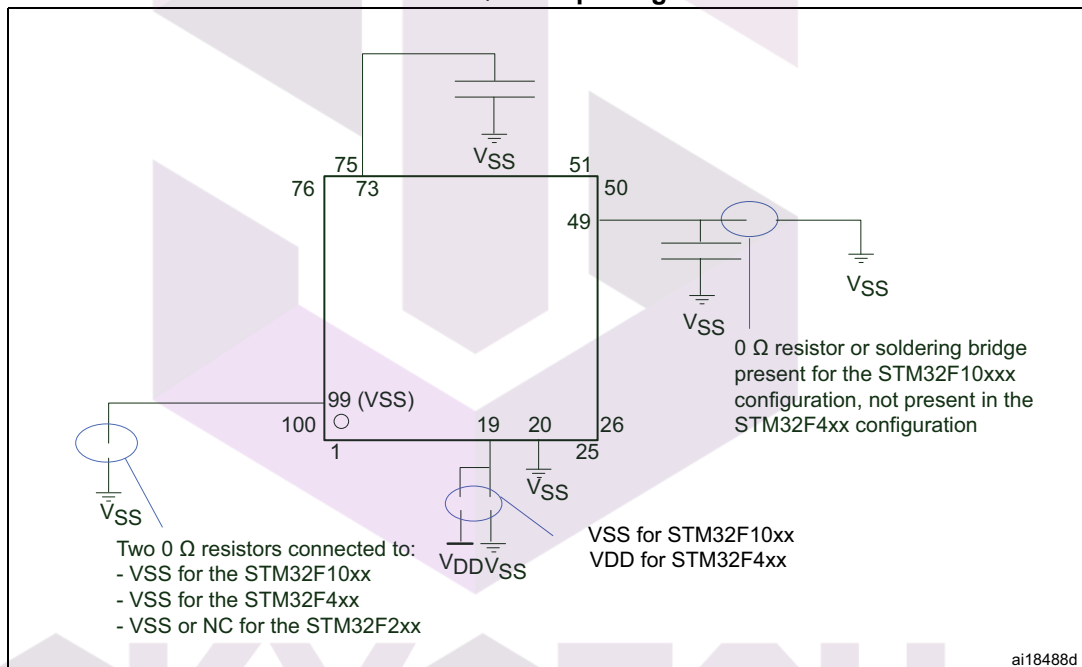 VSS
75
51
76
73
50
49
VSS
VSS
0 Ω resistor or soldering bridge
present for the STM32F10xxx
configuration, not present in the
STM32F4xx configuration
99 (VSS)
100
19
20
26
1
25
VSS
VSS
VDD VSS
VSS for STM32F10xx
VDD for STM32F4xx
Two 0 Ω resistors connected to:
- VSS for the STM32F10xx
- VSS for the STM32F4xx
- VSS or NC for the STM32F2xx
ai18488d